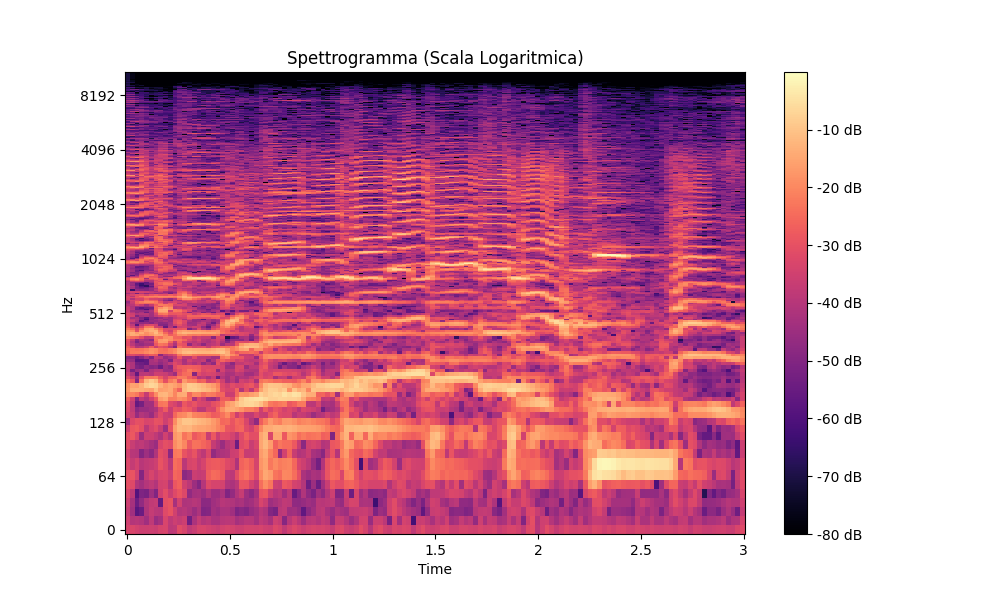 Spettrogramma (Scala Logaritmica)
8192
4096
2048
1024
512
256
128
64
0
Hz
0
0.5
1
1.5
2
2.5
3
Time
-10 dB
-20 dB
-30 dB
-40 dB
-50 dB
-60 dB
-70 dB
-80 dB